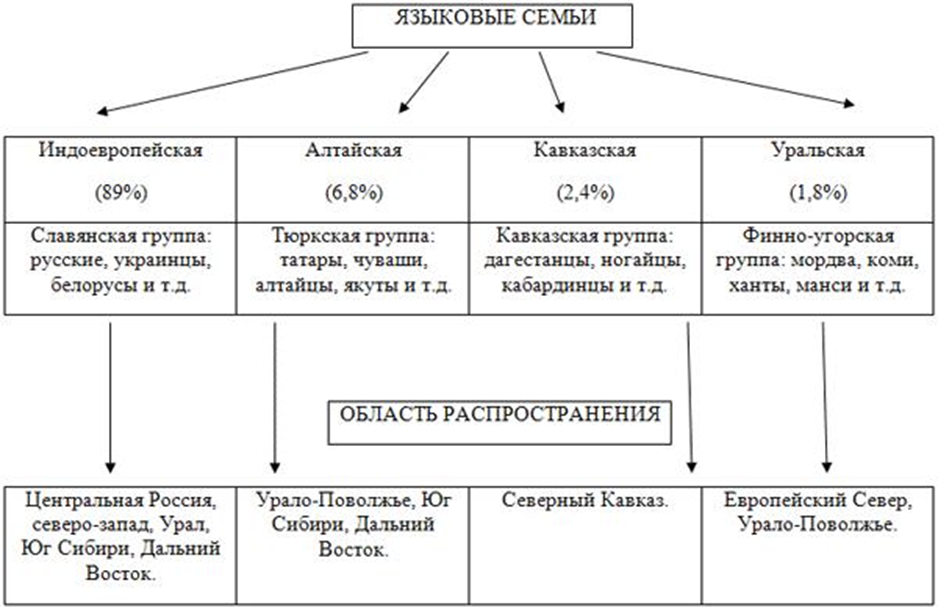 ЯЗЫКОВЫЕ СЕМЬИ
Индоевропейская
(89%)
Алтайская
(6,8%)
Кавказская
(2,4%)
Уральская
(1,8%)
Славянская группа:
русские, украинцы,
белорусы и т.д.
Тюркская группа:
татары, чуваши,
алтайцы, якуты и т.д.
Кавказская группа:
дагестанцы, ногайцы,
кабардинцы и т.д.
Финно-угорская
группа: мордва, коми,
ханты, манси и т.д.
ОБЛАСТЬ РАСПРОСТРАНЕНИЯ
Центральная Россия,
северо-запад, Урал,
Юг Сибири, Дальний
Восток.
Урало-Поволжье, Юг
Сибири, Дальний
Восток.
Северный Кавказ.
Европейский Север,
Урало-Поволжье.